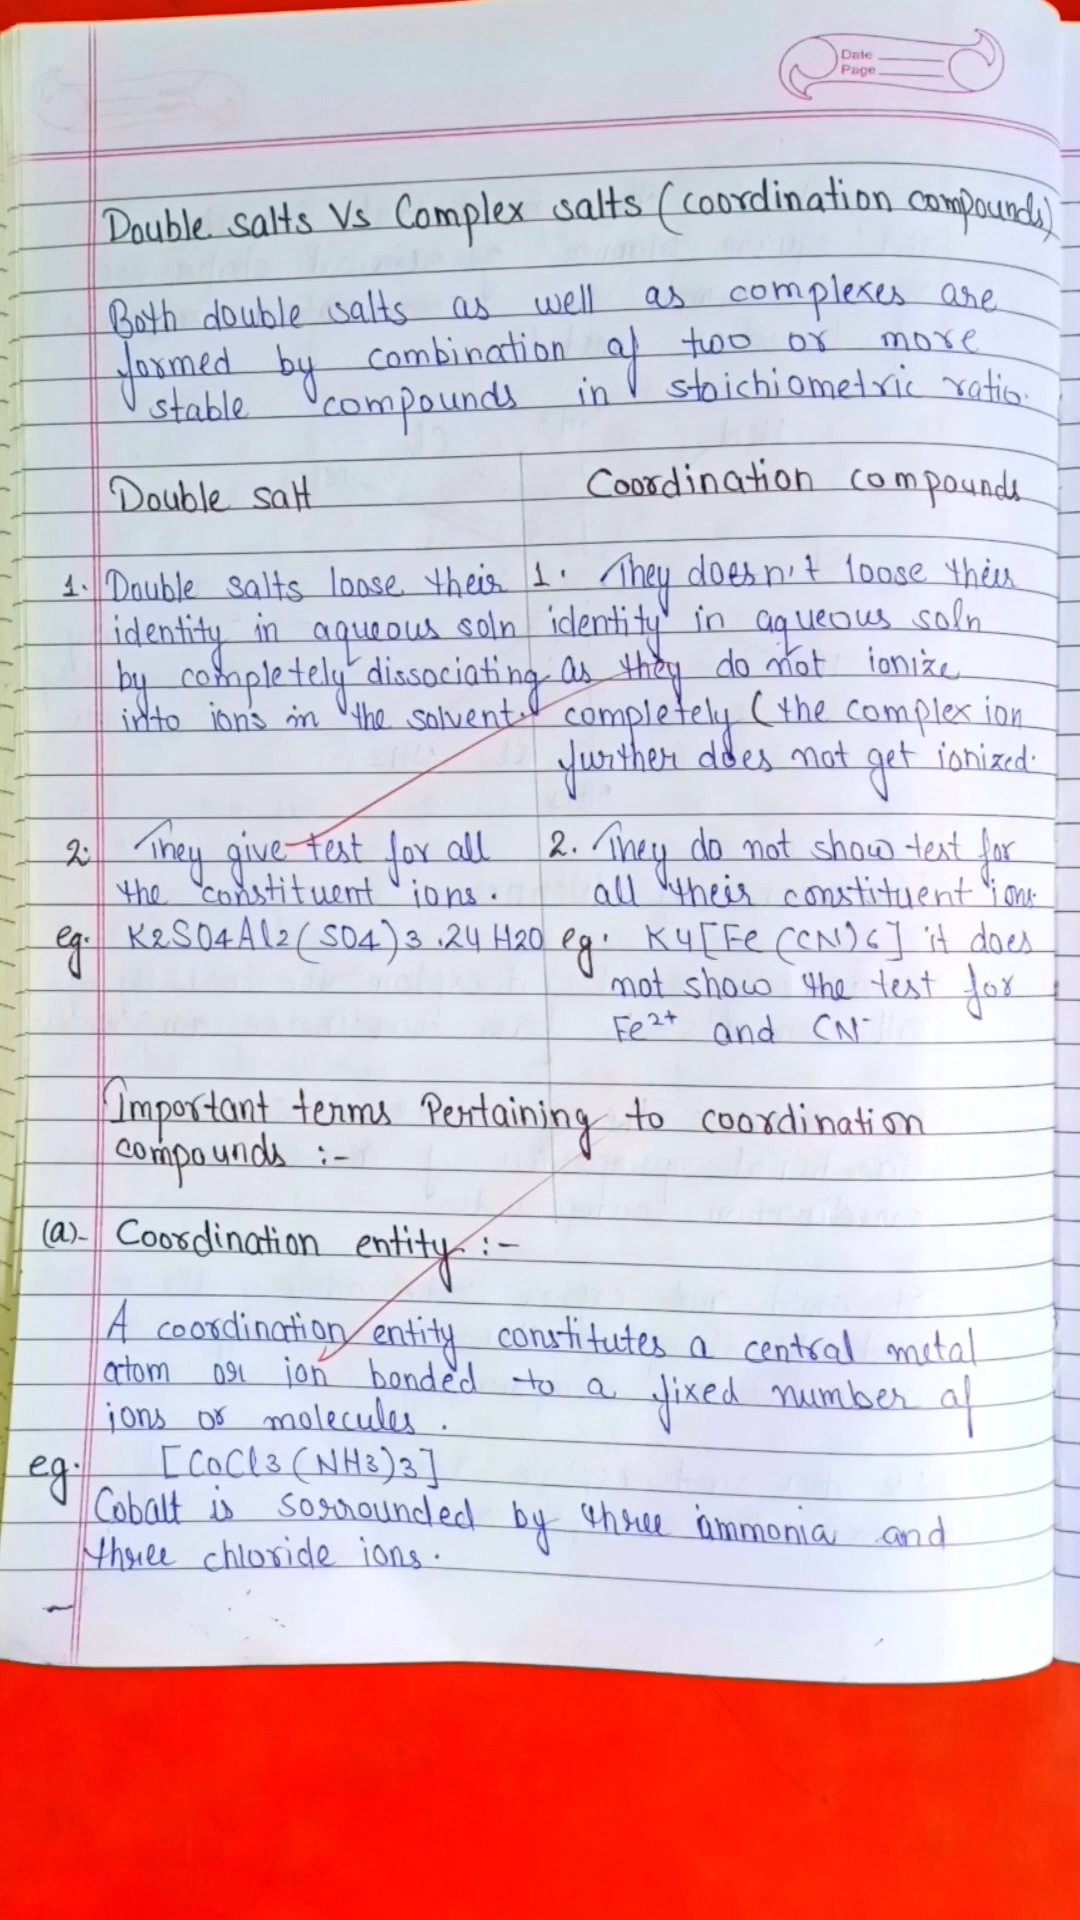 Date
Page
Double salts Vs Complex salts (coordination compounds)
Both double salts as well as complexes are
formed by combination of two or more
stable compounds in stoichiometric ratio.
Double salt
Coordination compounds
1. Double salts loose their
identity in aqueous soln
by completely dissociating
into ions in the solvent.
1. They doesn't loose their
identity in aqueous soln
as they do not ionize
completely (the complex ion
further does not get ionized.
2. They give test for all
the constituent ions.
eg. K2SO4Al2(SO4)3.24H2O
2. They do not show test for
all their constituent ions.
eg. K4[Fe(CN)6] it does
not show the test for
Fe2+ and CN-
Important terms Pertaining to coordination
compounds :-
(a)- Coordination entity :-
A coordination entity constitutes a central metal
atom or ion bonded to a fixed number of
ions or molecules.
eg. [CoCl3(NH3)3]
Cobalt is sorrounded by three ammonia and
three chloride ions.